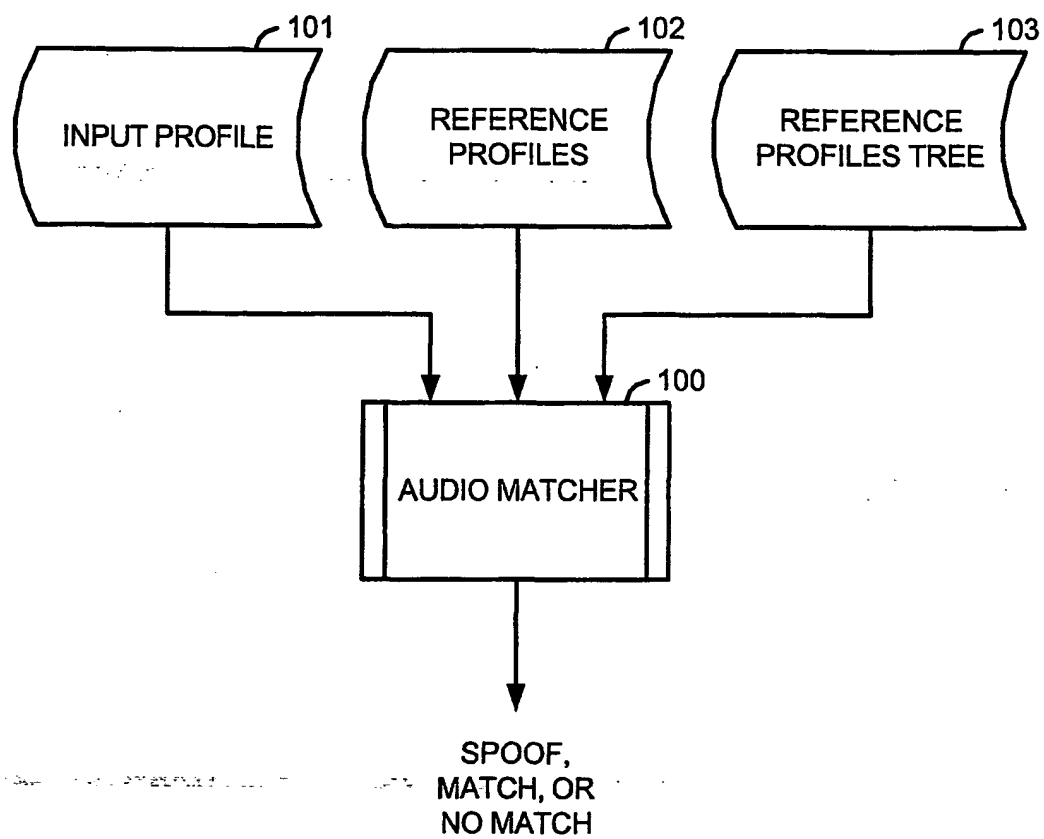 101
102
103
INPUT PROFILE
REFERENCE
PROFILES
REFERENCE
PROFILES TREE
100
AUDIO MATCHER
SPOOF,
MATCH, OR
NO MATCH